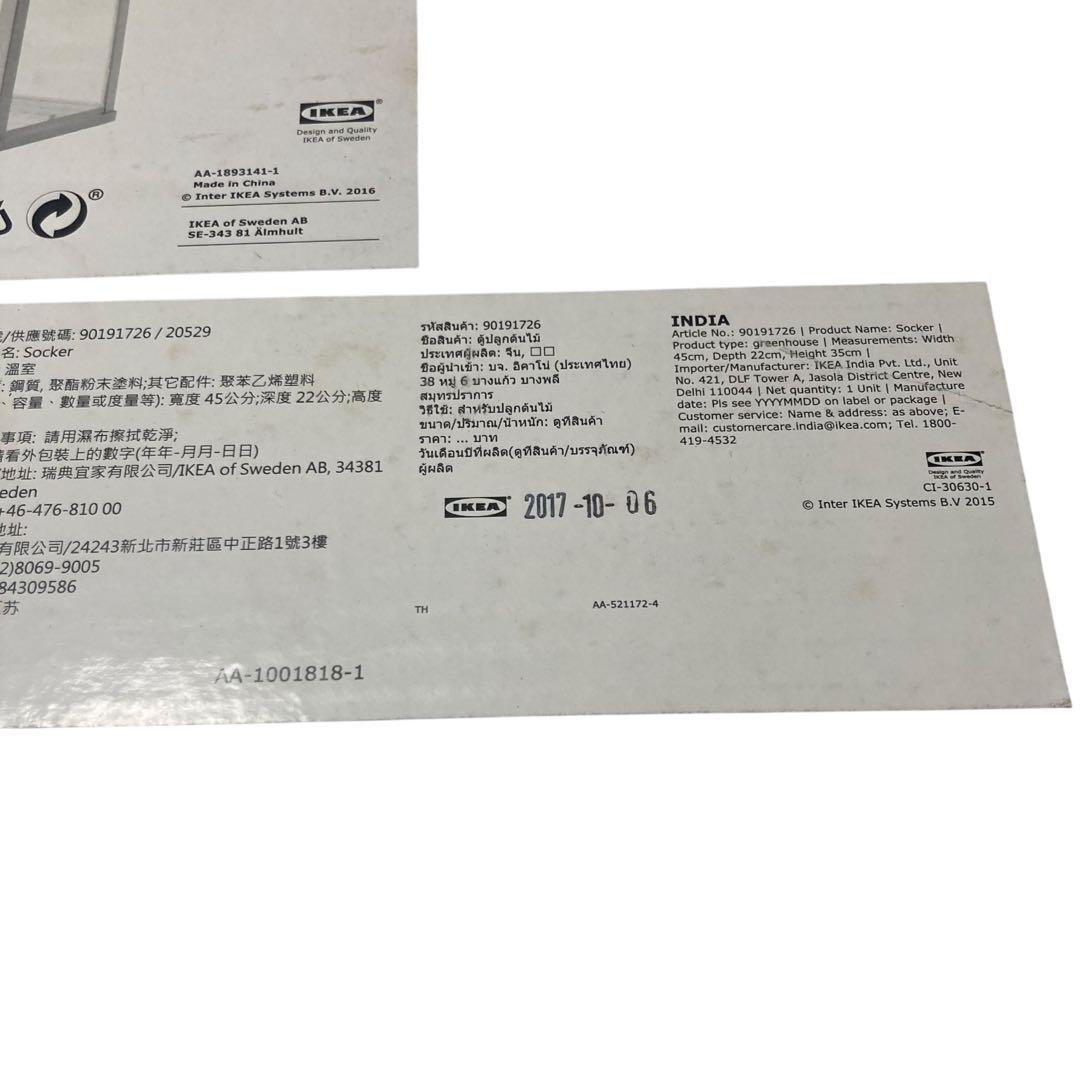 IKEA®
Design and Quality
IKEA of Sweden
AA-1893141-1
Made in China
© Inter IKEA Systems B.V. 2016
IKEA of Sweden AB
SE-343 81 Älmhult
®
/供應號碼: 90191726 / 20529
名: Socker
溫室
: 鋼質, 聚酯粉末塗料;其它配件: 聚苯乙烯塑料
、容量、數量或度量等): 寬度 45公分;深度 22公分;高度
事項: 請用濕布擦拭乾淨;
請看外包裝上的數字(年年-月月-日日)
地址: 瑞典宜家有限公司/IKEA of Sweden AB, 34381
eden
+46-476-810 00
地址:
有限公司/24243新北市新莊區中正路1號3樓
2)8069-9005
84309586
苏
AA-1001818-1
รหัสสินค้า: 90191726
ชื่อสินค้า: ตู้ปลูกต้นไม้
ประเทศผู้ผลิต: จีน, □□
ชื่อผู้นำเข้า: บจ. อิคาโน่ (ประเทศไทย)
38 หมู่ 6 บางแก้ว บางพลี
สมุทรปราการ
วิธีใช้: สำหรับปลูกต้นไม้
ขนาด/ปริมาณ/น้ำหนัก: ดูที่สินค้า
ราคา: ... บาท
วันเดือนปีที่ผลิต(ดูที่สินค้า/บรรจุภัณฑ์)
ผู้ผลิต
IKEA® 2017-10-06
TH
AA-521172-4
INDIA
Article No.: 90191726 | Product Name: Socker |
Product type: greenhouse | Measurements: Width
45cm, Depth 22cm, Height 35cm |
Importer/Manufacturer: IKEA India Pvt. Ltd., Unit
No. 421, DLF Tower A, Jasola District Centre, New
Delhi 110044 | Net quantity: 1 Unit | Manufacture
date: Pls see YYYYMMDD on label or package |
Customer service: Name & address: as above; E-
mail: customercare.india@ikea.com; Tel. 1800-
419-4532
IKEA®
Design and Quality
IKEA of Sweden
CI-30630-1
© Inter IKEA Systems B.V 2015